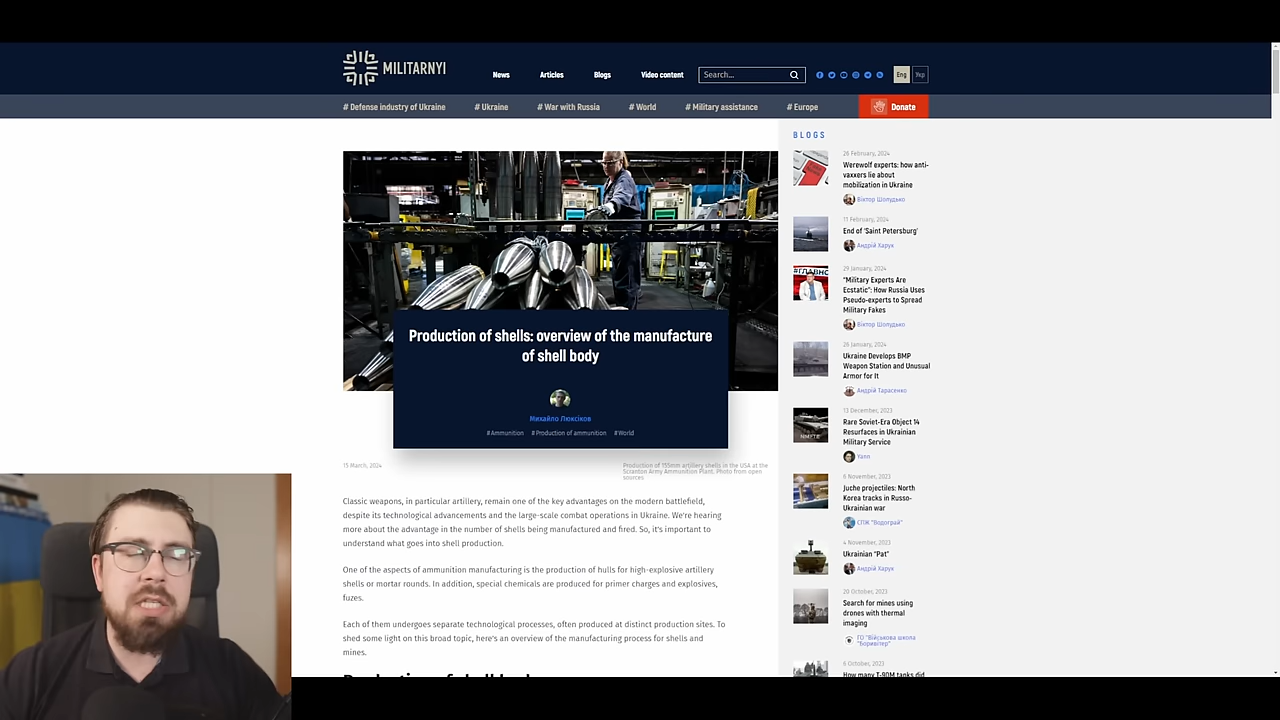 MILITARNYI
News
Articles
Blogs
Video content
Search...
Eng
Укр
# Defense industry of Ukraine
# Ukraine
# War with Russia
# World
# Military assistance
# Europe
Donate
Production of shells: overview of the manufacture
of shell body
Михайло Люксіков
#Ammunition #Production of ammunition #World
15 March, 2024
Production of 155mm artillery shells in the USA at the
Scranton Army Ammunition Plant. Photo from open
sources
Classic weapons, in particular artillery, remain one of the key advantages on the modern battlefield,
despite its technological advancements and the large-scale combat operations in Ukraine. We're hearing
more about the advantage in the number of shells being manufactured and fired. So, it's important to
understand what goes into shell production.
One of the aspects of ammunition manufacturing is the production of hulls for high-explosive artillery
shells or mortar rounds. In addition, special chemicals are produced for primer charges and explosives,
fuzes.
Each of them undergoes separate technological processes, often produced at distinct production sites. To
shed some light on this broad topic, here's an overview of the manufacturing process for shells and
mines.
BLOGS
26 February, 2024
Werewolf experts: how anti-
vaxxers lie about
mobilization in Ukraine
Віктор Шолудько
11 February, 2024
End of 'Saint Petersburg'
Андрій Харук
29 January, 2024
"Military Experts Are
Ecstatic": How Russia Uses
Pseudo-experts to Spread
Military Fakes
Віктор Шолудько
26 January, 2024
Ukraine Develops BMP
Weapon Station and Unusual
Armor for It
Андрій Тарасенко
13 December, 2023
Rare Soviet-Era Object 14
Resurfaces in Ukrainian
Military Service
Yann
6 November, 2023
Juche projectiles: North
Korea tracks in Russo-
Ukrainian war
СПЖ "Водограй"
4 November, 2023
Ukrainian "Pat"
Андрій Харук
20 October, 2023
Search for mines using
drones with thermal
imaging
ГО "Військова школа
"Боривітер"
6 October, 2023
How many T-90M tanks did